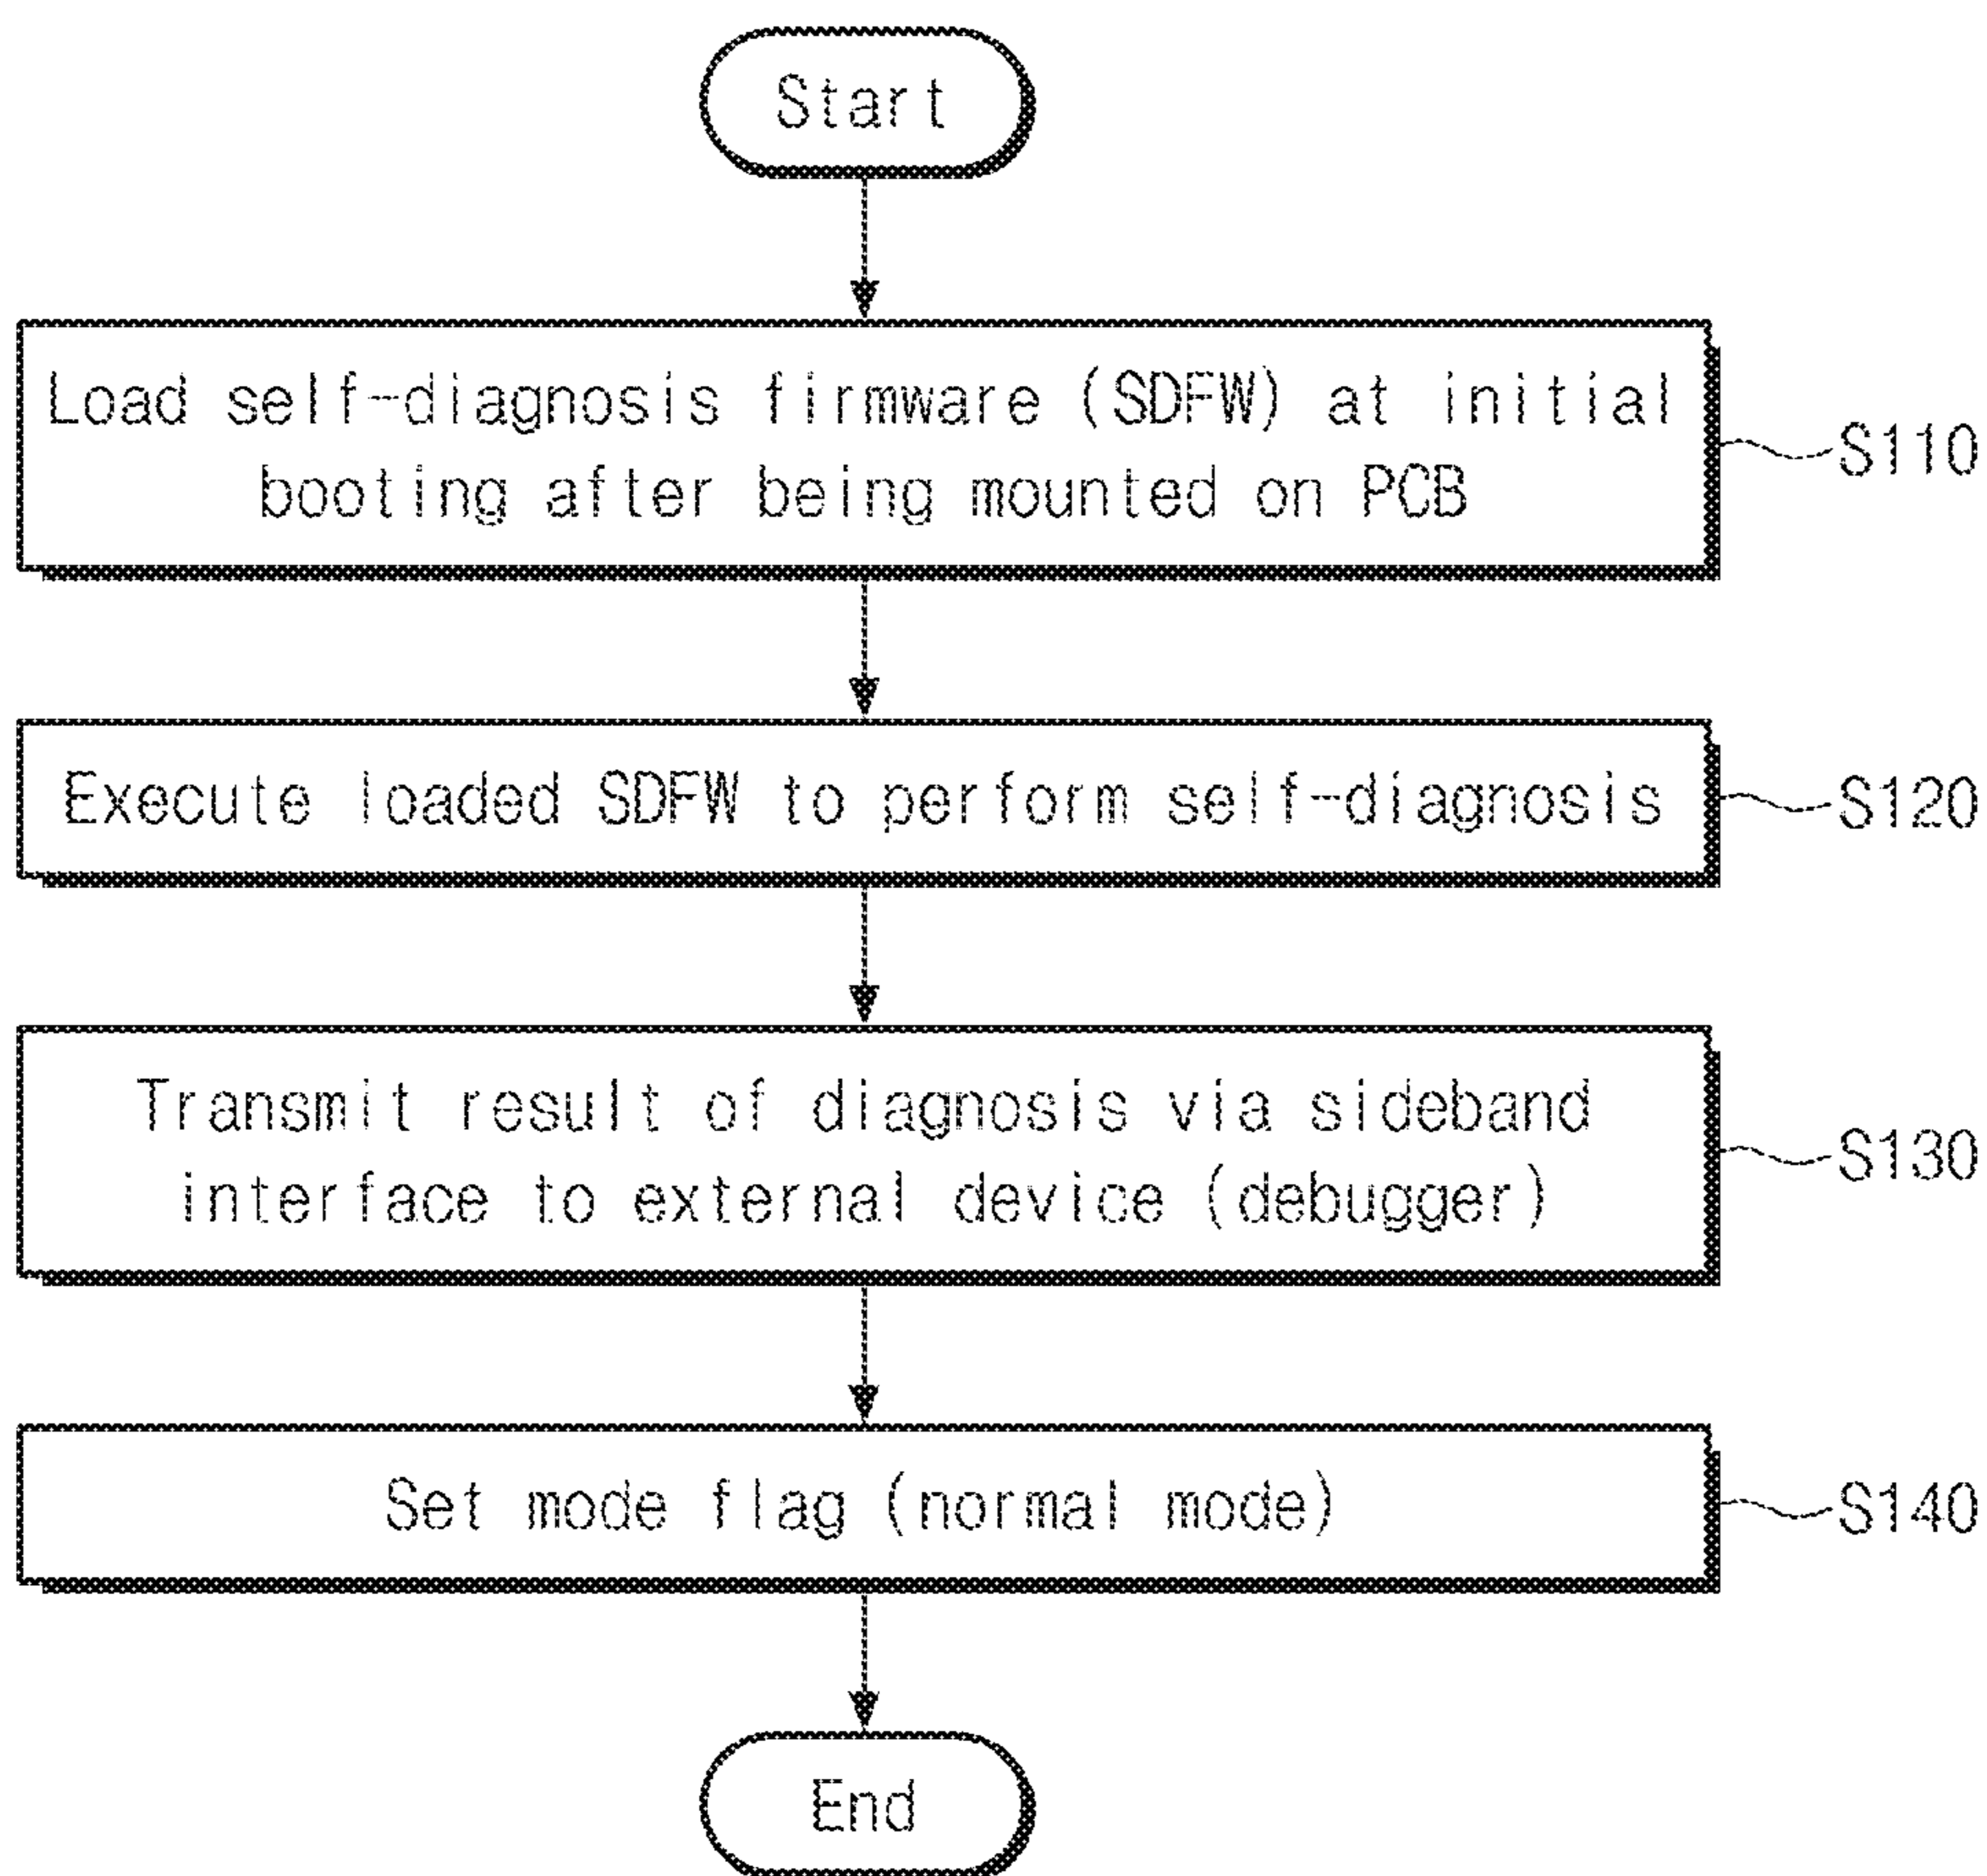 Start
Load self-diagnosis firmware (SDFW) at initial
booting after being mounted on PCB
S110
Execute loaded SDFW to perform self-diagnosis
S120
Transmit result of diagnosis via sideband
interface to external device (debugger)
S130
Set mode flag (normal mode)
S140
End